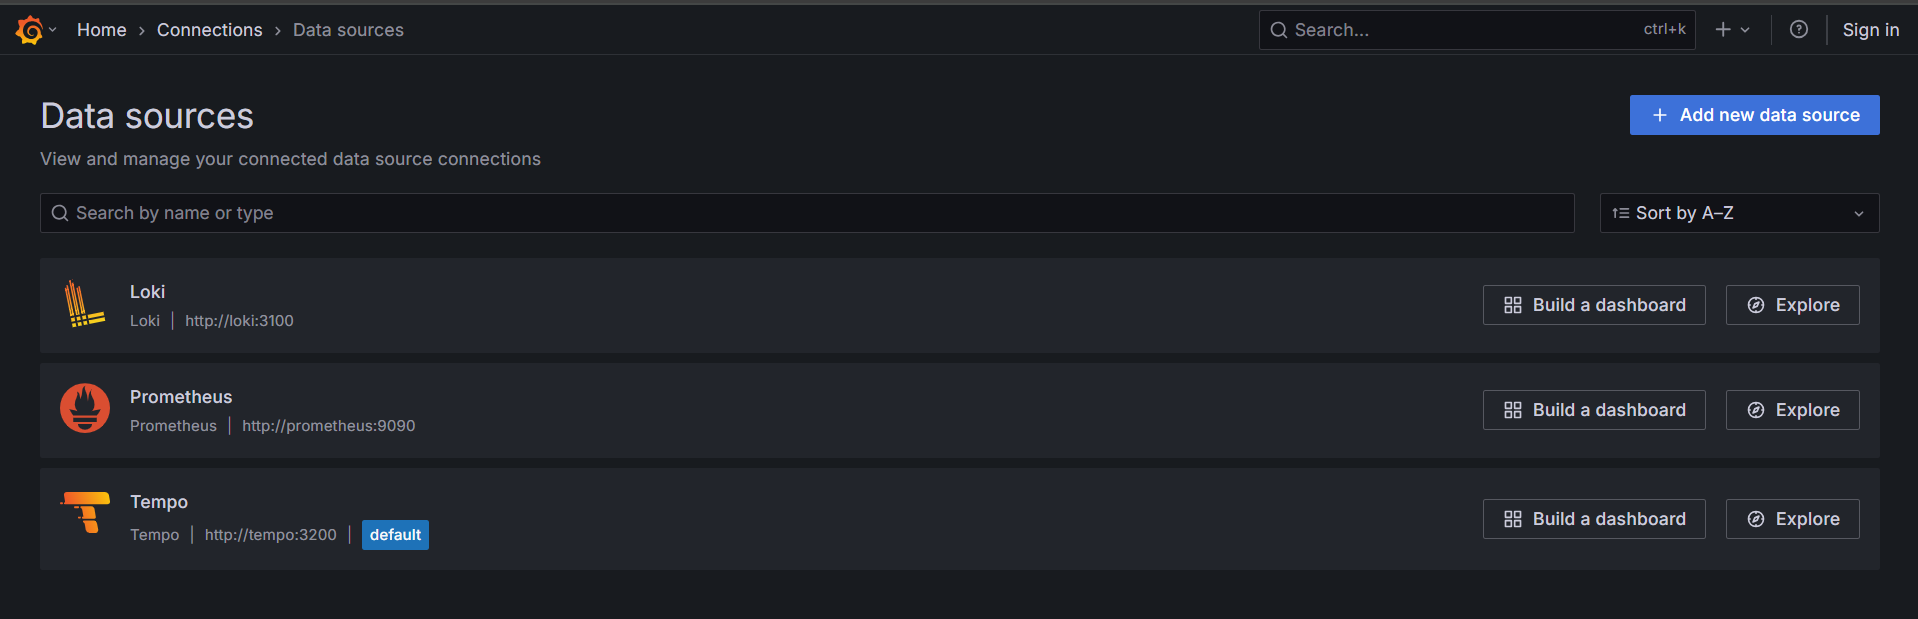 Home › Connections › Data sources Search... ctrl+k Sign in
Data sources
Add new data source
View and manage your connected data source connections
Search by name or type
Sort by A–Z
Loki
Loki | http://loki:3100
Build a dashboard
Explore
Prometheus
Prometheus | http://prometheus:9090
Build a dashboard
Explore
Tempo
Tempo | http://tempo:3200 | default
Build a dashboard
Explore